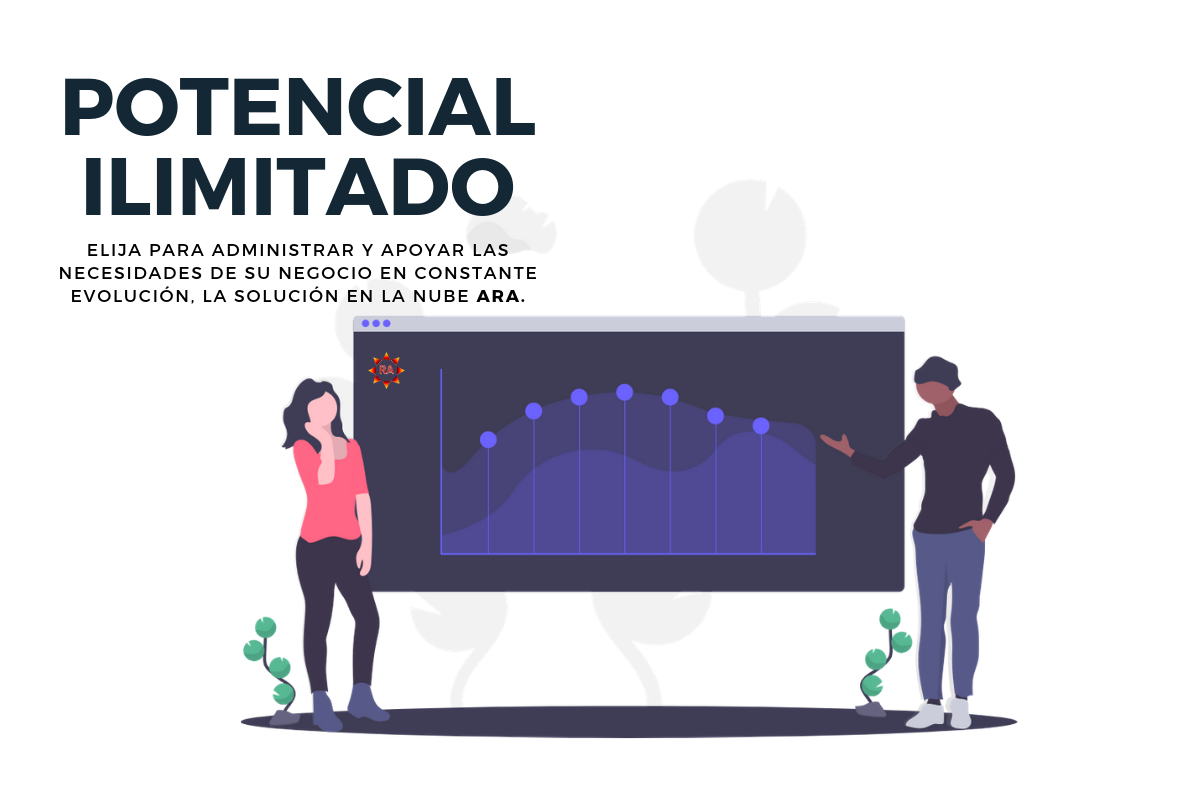 POTENCIAL
ILIMITADO
ELIJA PARA ADMINISTRAR Y APOYAR LAS
NECESIDADES DE SU NEGOCIO EN CONSTANTE
EVOLUCIÓN, LA SOLUCIÓN EN LA NUBE ARA.
RA